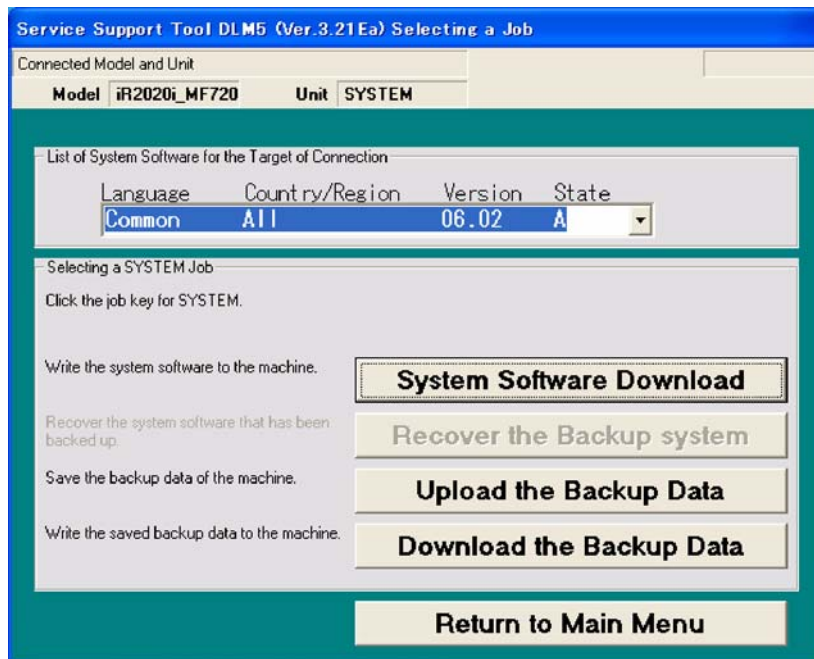 Service Support Tool DLM5 (Ver.3.21Ea) Selecting a Job
Connected Model and Unit
Model iR2020i_MF720 Unit SYSTEM
List of System Software for the Target of Connection
Language Country/Region Version State
Common All 06.02 A
Selecting a SYSTEM Job
Click the job key for SYSTEM.
Write the system software to the machine.
System Software Download
Recover the system software that has been
backed up.
Recover the Backup system
Save the backup data of the machine.
Upload the Backup Data
Write the saved backup data to the machine.
Download the Backup Data
Return to Main Menu